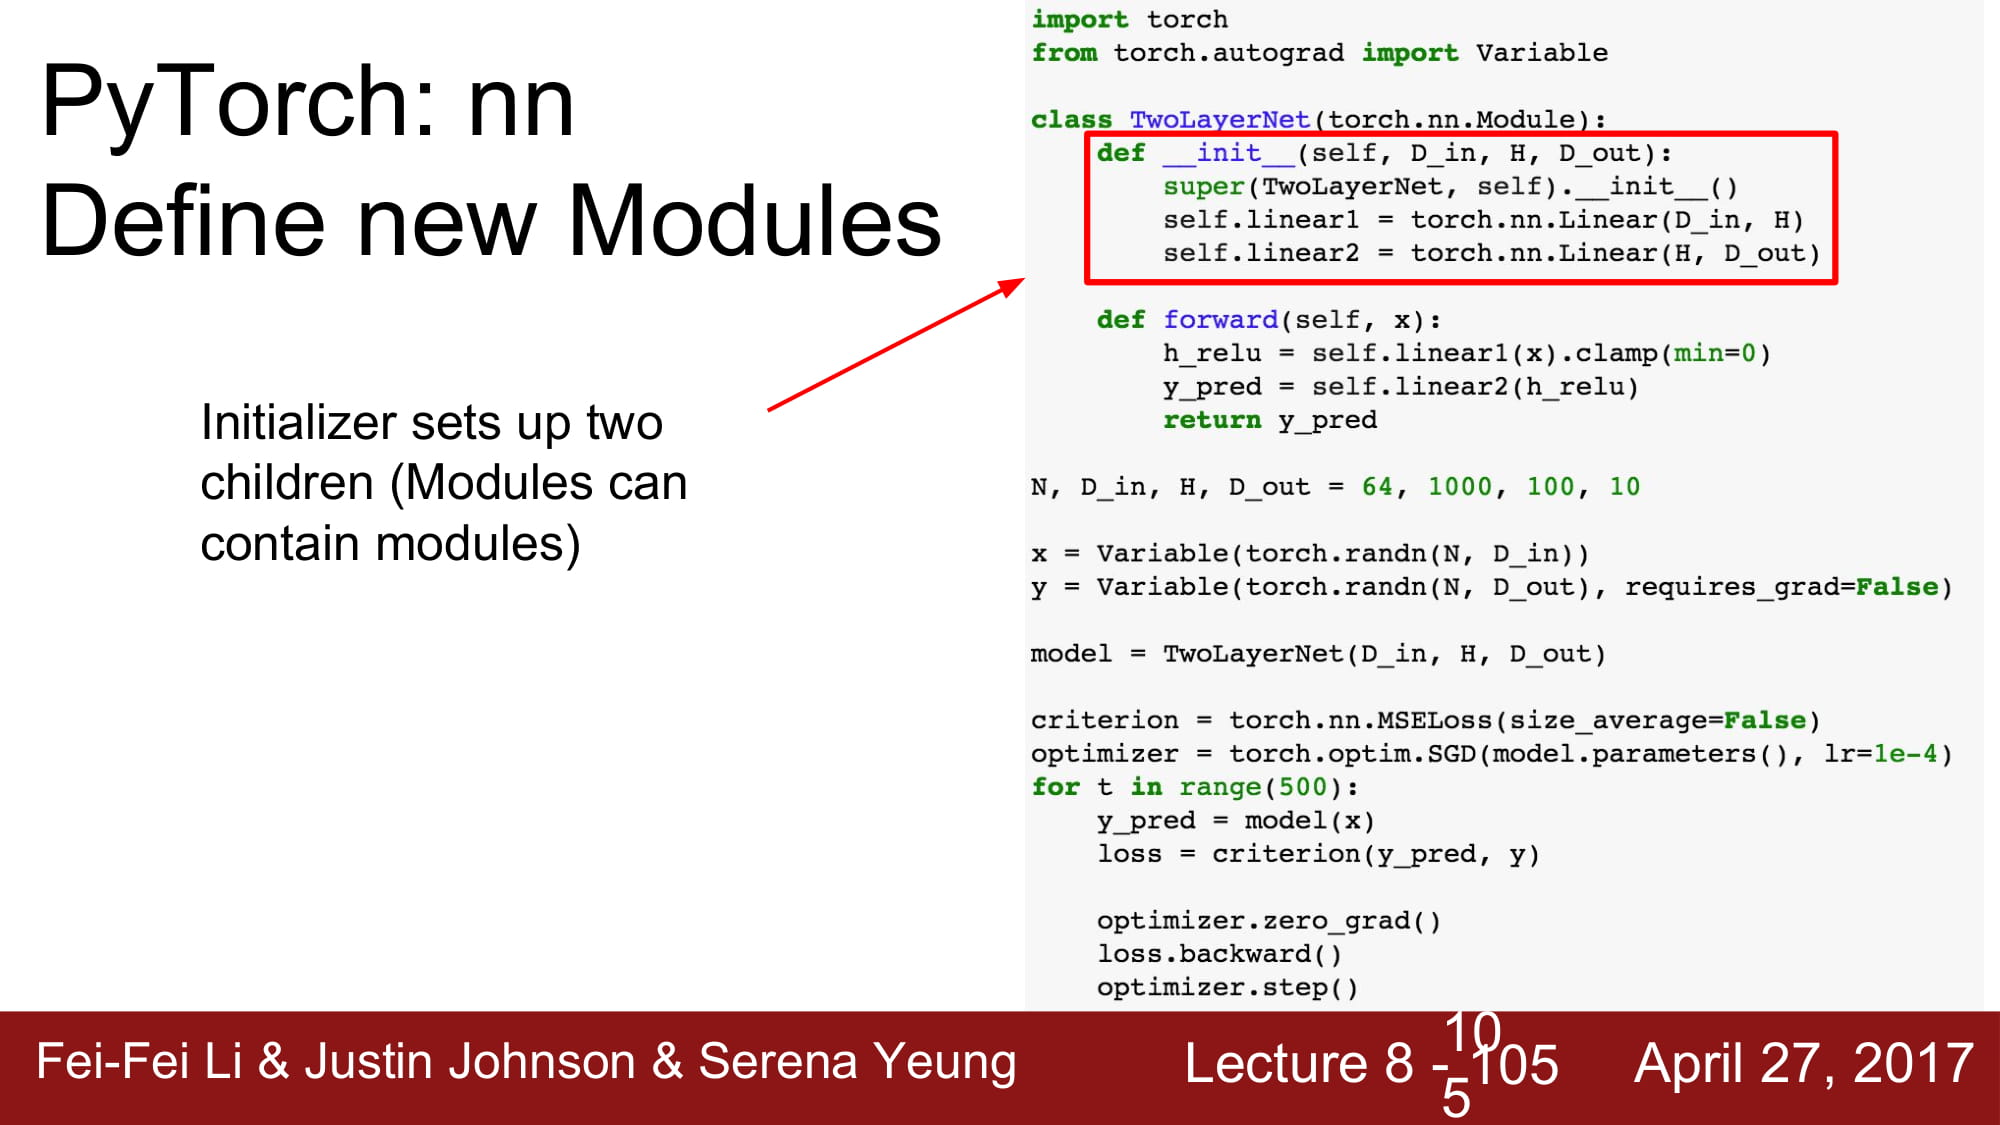 PyTorch: nn
Define new Modules
Initializer sets up two
children (Modules can
contain modules)
import torch
from torch.autograd import Variable
class TwoLayerNet(torch.nn.Module):
    def __init__(self, D_in, H, D_out):
        super(TwoLayerNet, self).__init__()
        self.linear1 = torch.nn.Linear(D_in, H)
        self.linear2 = torch.nn.Linear(H, D_out)
    def forward(self, x):
        h_relu = self.linear1(x).clamp(min=0)
        y_pred = self.linear2(h_relu)
        return y_pred
N, D_in, H, D_out = 64, 1000, 100, 10
x = Variable(torch.randn(N, D_in))
y = Variable(torch.randn(N, D_out), requires_grad=False)
model = TwoLayerNet(D_in, H, D_out)
criterion = torch.nn.MSELoss(size_average=False)
optimizer = torch.optim.SGD(model.parameters(), lr=1e-4)
for t in range(500):
    y_pred = model(x)
    loss = criterion(y_pred, y)
    optimizer.zero_grad()
    loss.backward()
    optimizer.step()
Fei-Fei Li & Justin Johnson & Serena Yeung
Lecture 8 - 105
10
5
April 27, 2017